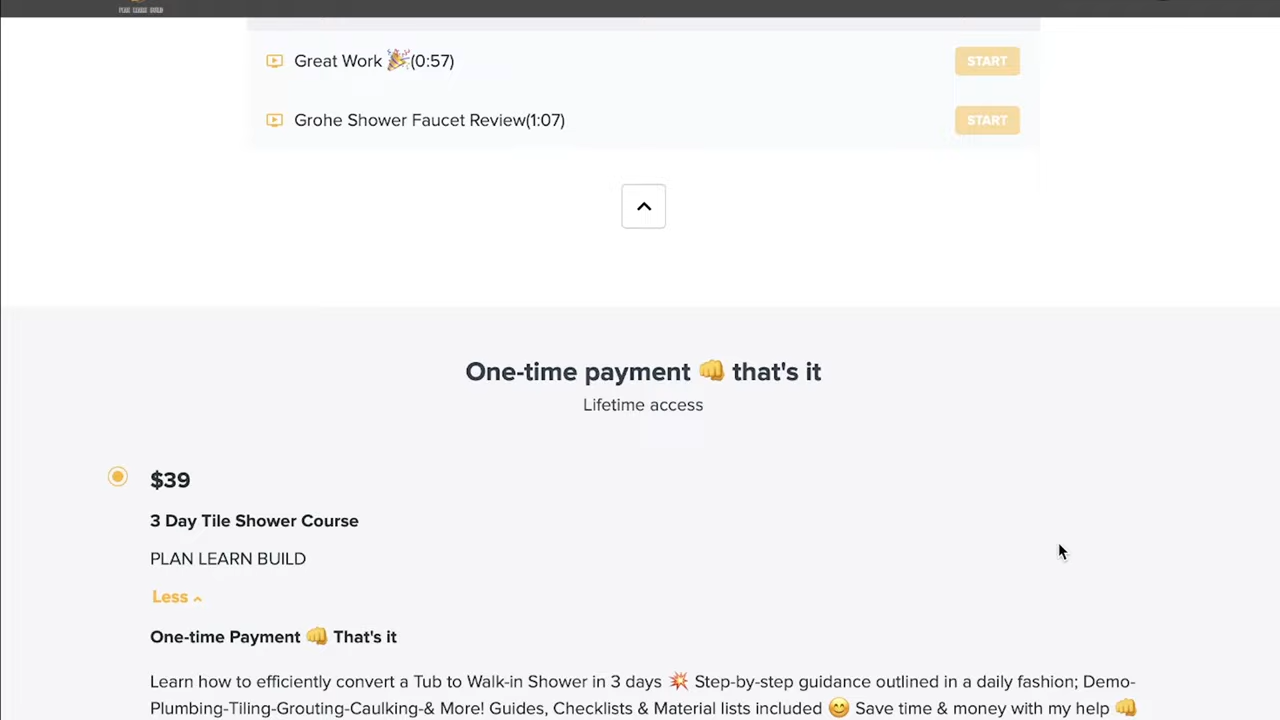 PLAN LEARN BUILD
Great Work 🎉(0:57)
START
Grohe Shower Faucet Review(1:07)
START
One-time payment 👊 that's it
Lifetime access
$39
3 Day Tile Shower Course
PLAN LEARN BUILD
Less
One-time Payment 👊 That's it
Learn how to efficiently convert a Tub to Walk-in Shower in 3 days 💥 Step-by-step guidance outlined in a daily fashion; Demo-
Plumbing-Tiling-Grouting-Caulking-& More! Guides, Checklists & Material lists included 😊 Save time & money with my help 👊